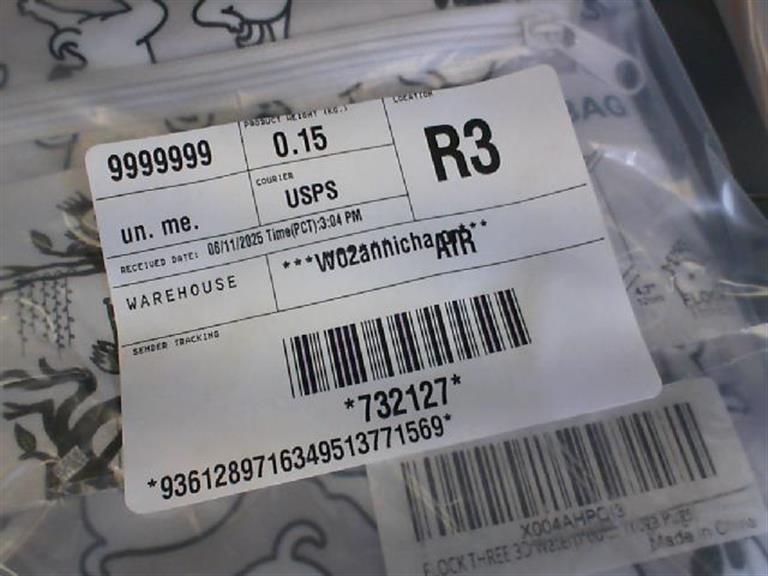 BAG
9999999
PRODUCT WEIGHT (KG.)
0.15
LOCATION
R3
un. me.
COURIER
USPS
RECEIVED DATE: 06/11/2025 Time(PCT):3:04 PM
WAREHOUSE
AIR
SENDER TRACKING
*732127*
*9361289716349513771569*
Made in China